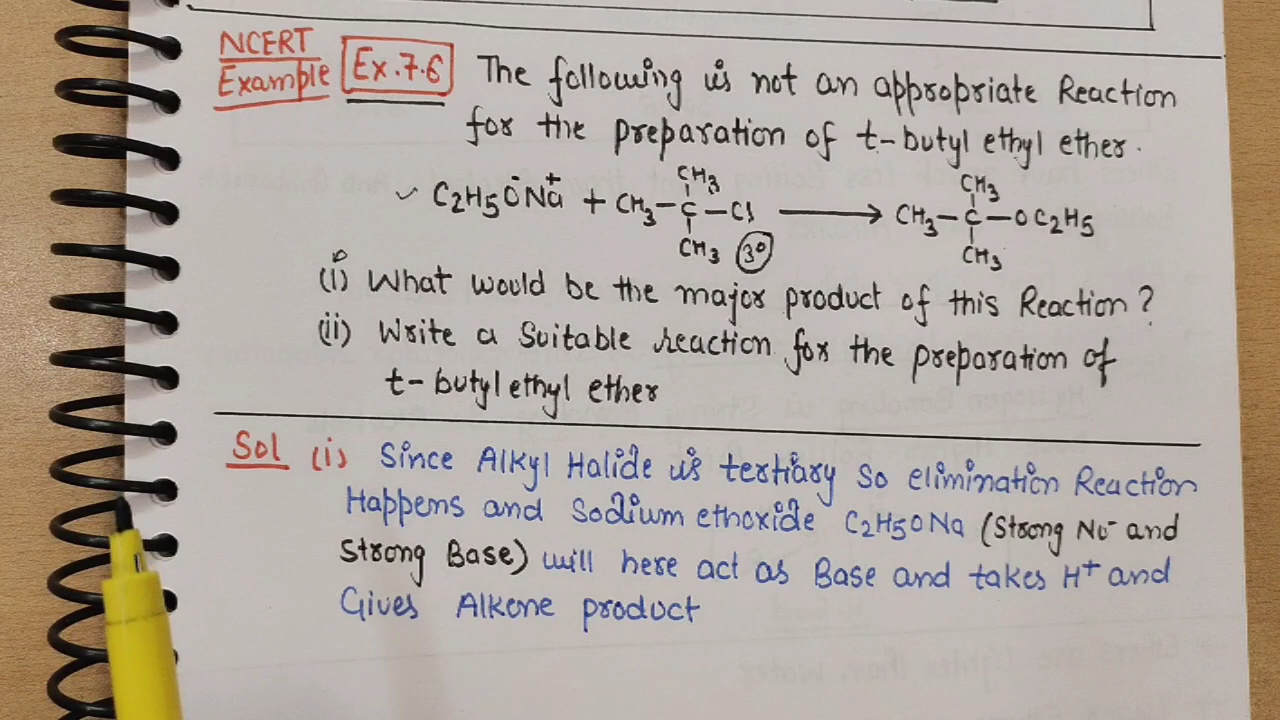 NCERT
Example Ex.7.6 The following is not an appropriate Reaction
for the preparation of t-butyl ethyl ether.
C2H5O⁻Na⁺ + CH3-C-Cl → CH3-C-OC2H5
CH3 CH3
CH3 3° CH3
(i) What would be the major product of this Reaction?
(ii) Write a Suitable reaction for the preparation of
t-butyl ethyl ether
Sol (i) Since Alkyl Halide is tertiary So elimination Reaction
Happens and Sodium ethoxide C2H5ONa (Strong Nu⁻ and
Strong Base) will here act as Base and takes H+ and
Gives Alkene product